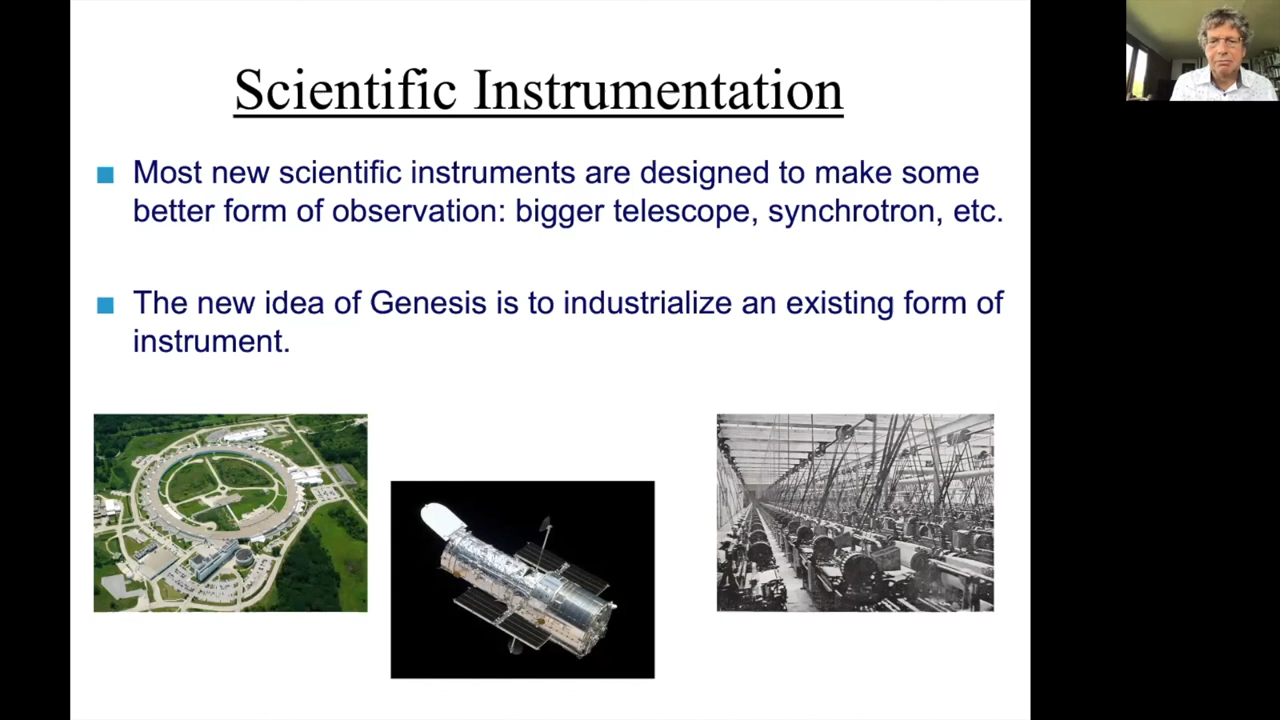 Scientific Instrumentation
Most new scientific instruments are designed to make some
better form of observation: bigger telescope, synchrotron, etc.
The new idea of Genesis is to industrialize an existing form of
instrument.